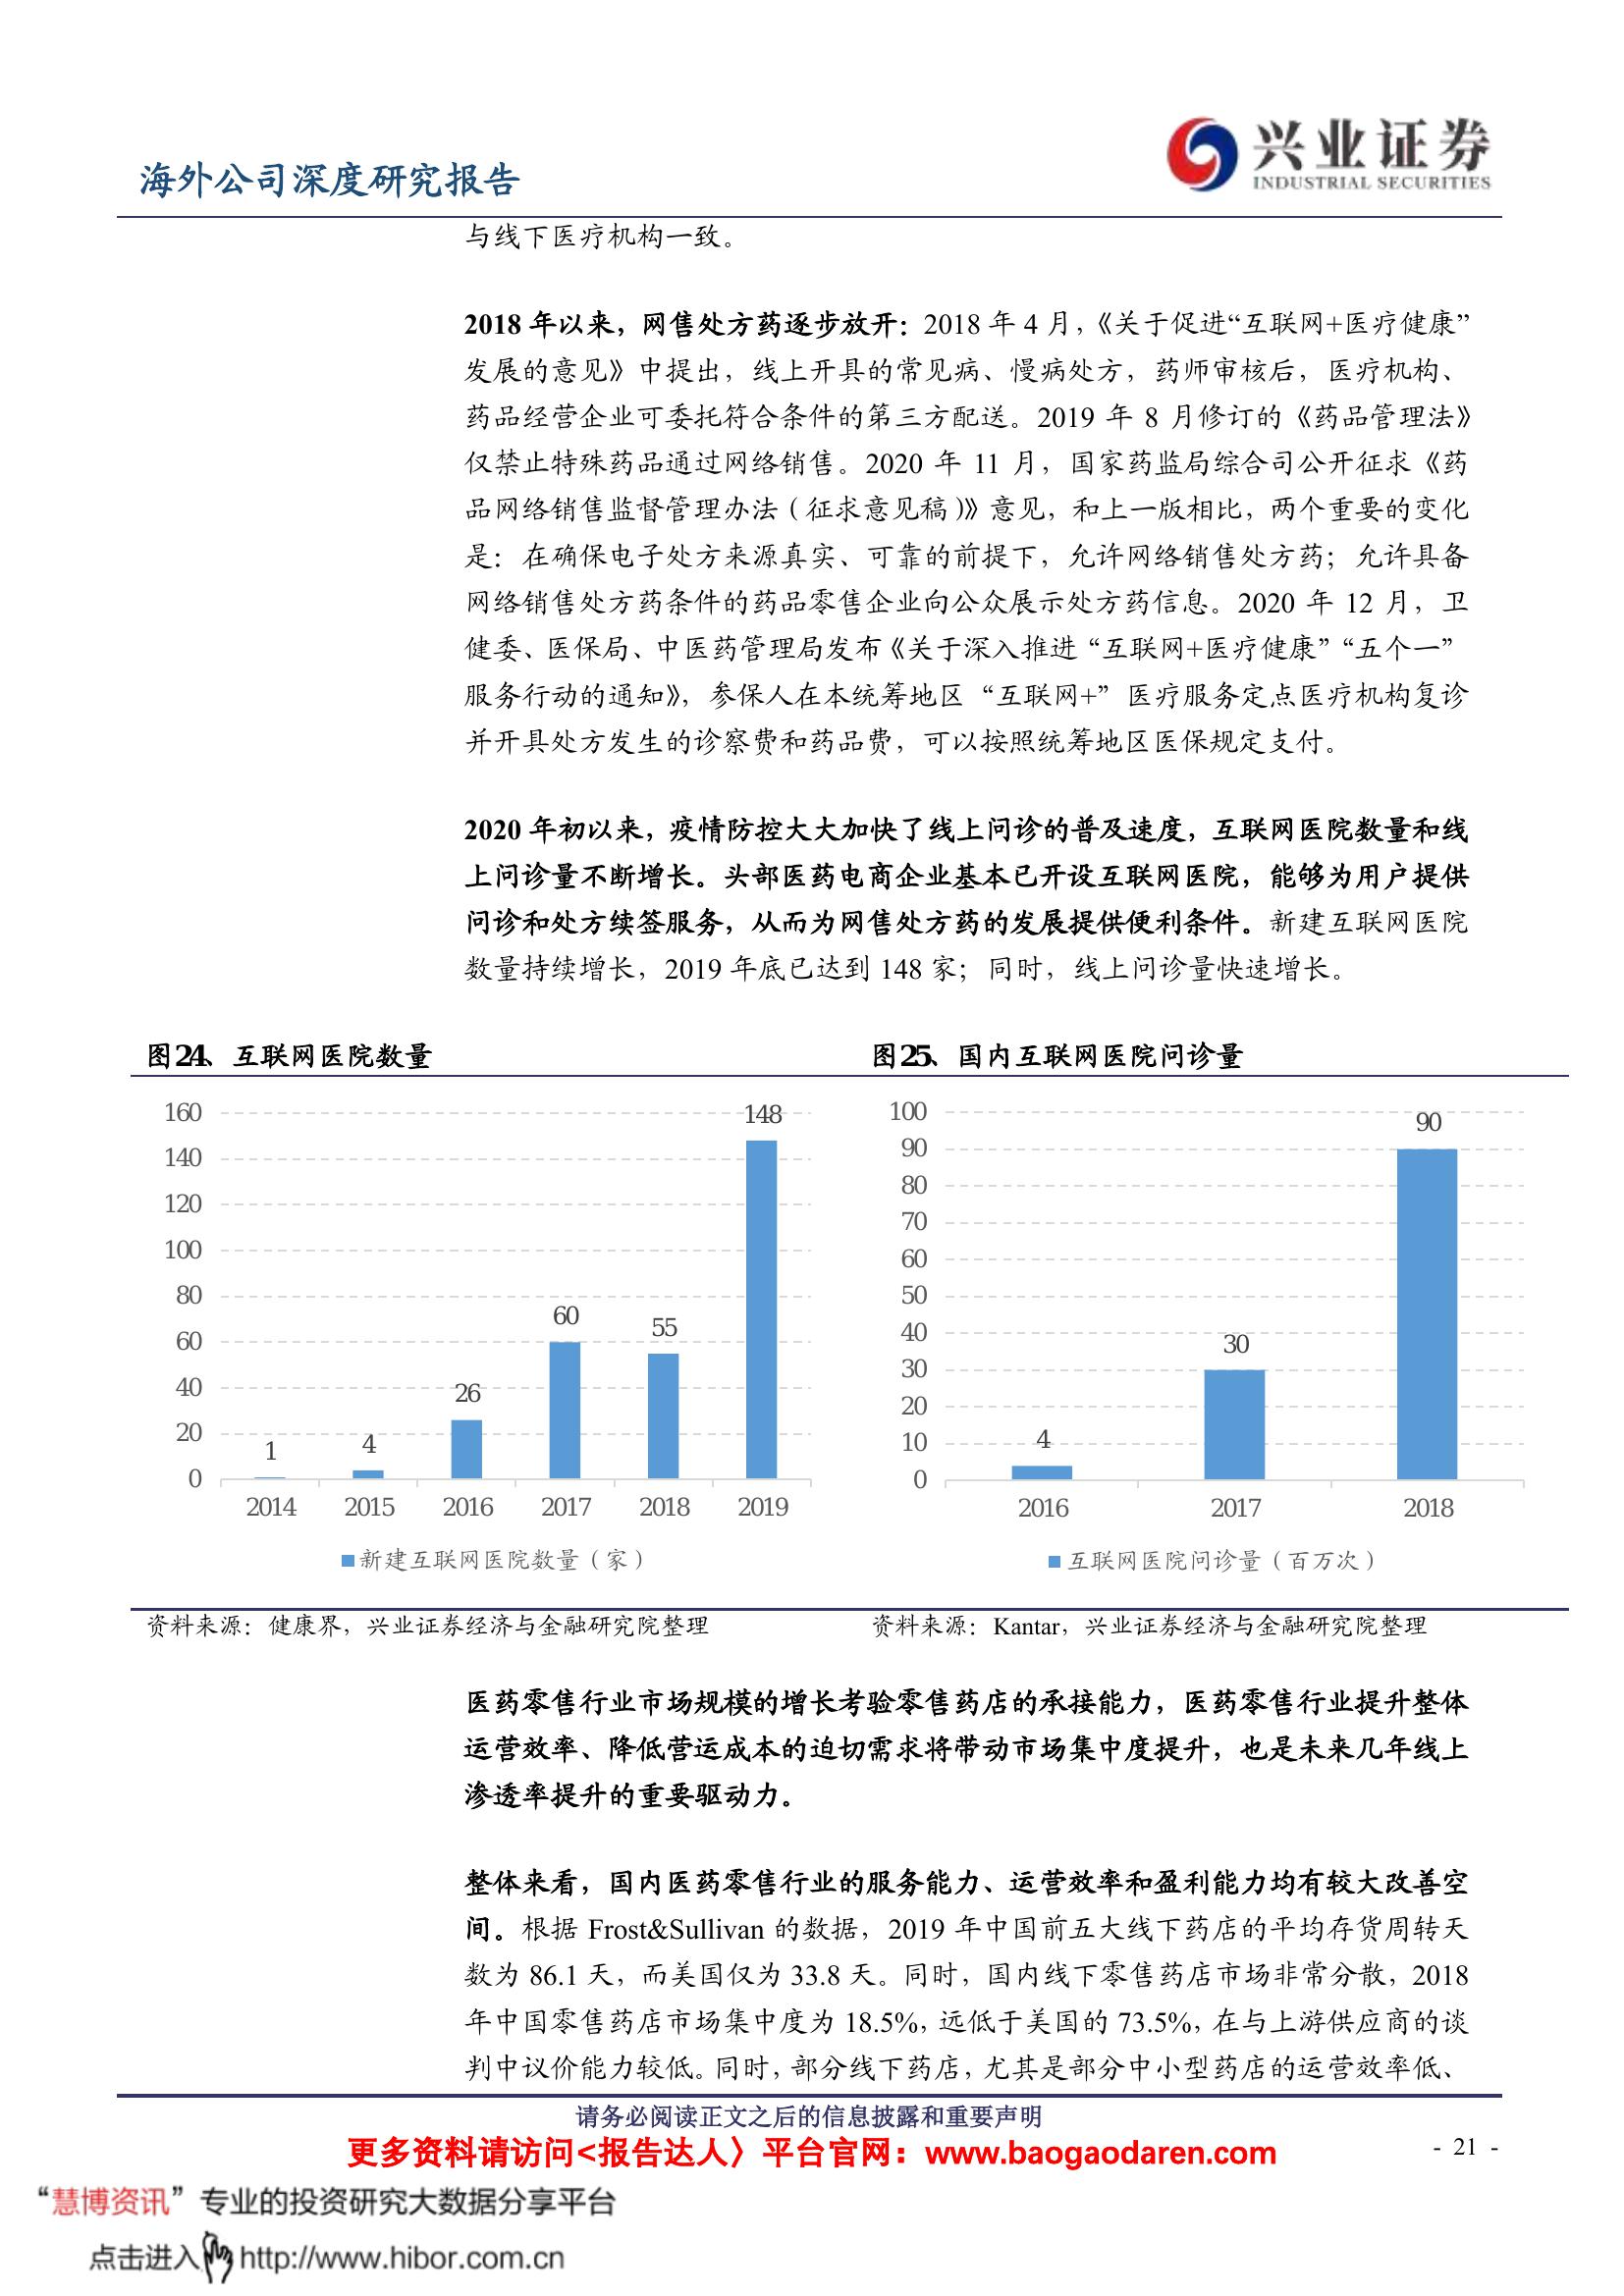 海外公司深度研究报告
兴业证券
INDUSTRIAL SECURITIES
与线下医疗机构一致。
2018 年以来，网售处方药逐步放开：2018 年 4 月，《关于促进“互联网+医疗健康”
发展的意见》中提出，线上开具的常见病、慢病处方，药师审核后，医疗机构、
药品经营企业可委托符合条件的第三方配送。2019 年 8 月修订的《药品管理法》
仅禁止特殊药品通过网络销售。2020 年 11 月，国家药监局综合司公开征求《药
品网络销售监督管理办法（征求意见稿）》意见，和上一版相比，两个重要的变化
是：在确保电子处方来源真实、可靠的前提下，允许网络销售处方药；允许具备
网络销售处方药条件的药品零售企业向公众展示处方药信息。2020 年 12 月，卫
健委、医保局、中医药管理局发布《关于深入推进 “互联网+医疗健康” “五个一”
服务行动的通知》，参保人在本统筹地区 “互联网+” 医疗服务定点医疗机构复诊
并开具处方发生的诊察费和药品费，可以按照统筹地区医保规定支付。
2020 年初以来，疫情防控大大加快了线上问诊的普及速度，互联网医院数量和线
上问诊量不断增长。头部医药电商企业基本已开设互联网医院，能够为用户提供
问诊和处方续签服务，从而为网售处方药的发展提供便利条件。新建互联网医院
数量持续增长，2019 年底已达到 148 家；同时，线上问诊量快速增长。
图24、互联网医院数量
160
140
120
100
80
60
40
20
0
1
4
26
60
55
148
2014 2015 2016 2017 2018 2019
新建互联网医院数量（家）
资料来源：健康界，兴业证券经济与金融研究院整理
图25、国内互联网医院问诊量
100
90
80
70
60
50
40
30
20
10
0
4
30
90
2016 2017 2018
互联网医院问诊量（百万次）
资料来源：Kantar，兴业证券经济与金融研究院整理
医药零售行业市场规模的增长考验零售药店的承接能力，医药零售行业提升整体
运营效率、降低营运成本的迫切需求将带动市场集中度提升，也是未来几年线上
渗透率提升的重要驱动力。
整体来看，国内医药零售行业的服务能力、运营效率和盈利能力均有较大改善空
间。根据 Frost&Sullivan 的数据，2019 年中国前五大线下药店的平均存货周转天
数为 86.1 天，而美国仅为 33.8 天。同时，国内线下零售药店市场非常分散，2018
年中国零售药店市场集中度为 18.5%，远低于美国的 73.5%，在与上游供应商的谈
判中议价能力较低。同时，部分线下药店，尤其是部分中小型药店的运营效率低、
请务必阅读正文之后的信息披露和重要声明
更多资料请访问<报告达人〉平台官网：www.baogaodaren.com
- 21 -
“慧博资讯”专业的投资研究大数据分享平台
点击进入 http://www.hibor.com.cn